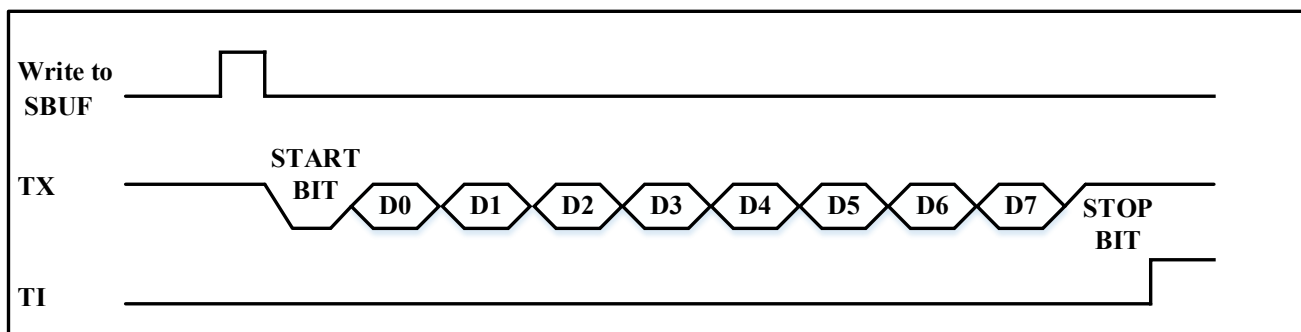 Write to
SBUF
START
BIT
TX
D0 D1 D2 D3 D4 D5 D6 D7
STOP
BIT
TI